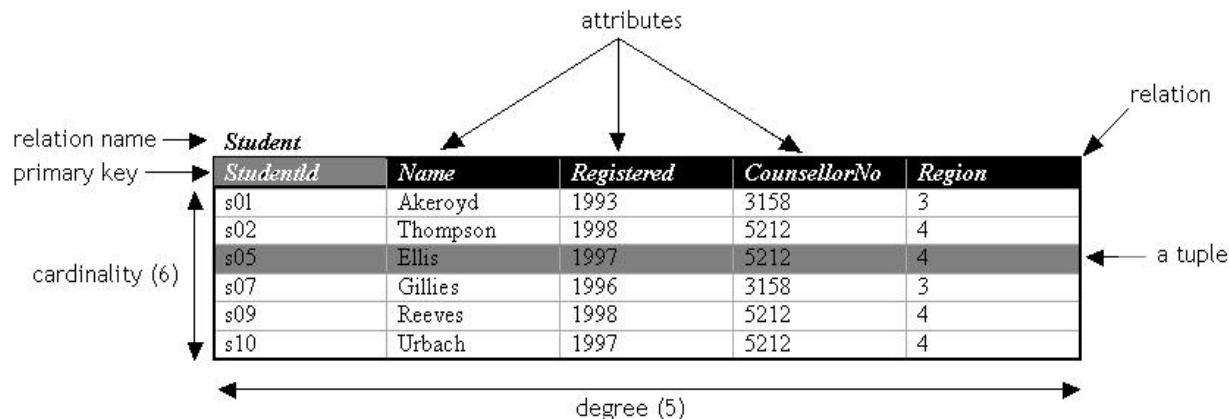 attributes
relation
relation name
Student
primary key
StudentId Name Registered CounsellorNo Region
s01 Akeroyd 1993 3158 3
s02 Thompson 1998 5212 4
s05 Ellis 1997 5212 4
a tuple
cardinality (6)
s07 Gillies 1996 3158 3
s09 Reeves 1998 5212 4
s10 Urbach 1997 5212 4
degree (5)